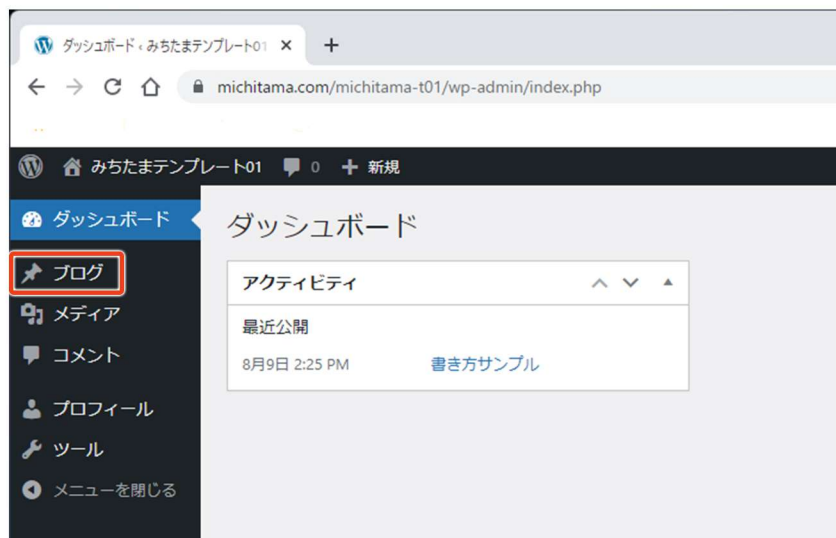 ダッシュボード ‹ みちたまテンプレート01
michitama.com/michitama-t01/wp-admin/index.php
みちたまテンプレート01 0 新規
ダッシュボード
ブログ
メディア
コメント
プロフィール
ツール
メニューを閉じる
ダッシュボード
アクティビティ
最近公開
8月9日 2:25 PM 書き方サンプル